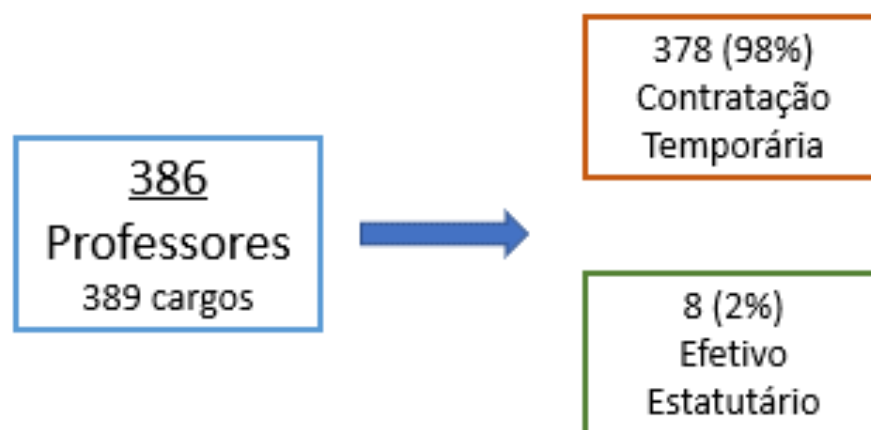 386
Professores
389 cargos
378 (98%)
Contratação
Temporária
8 (2%)
Efetivo
Estatutário